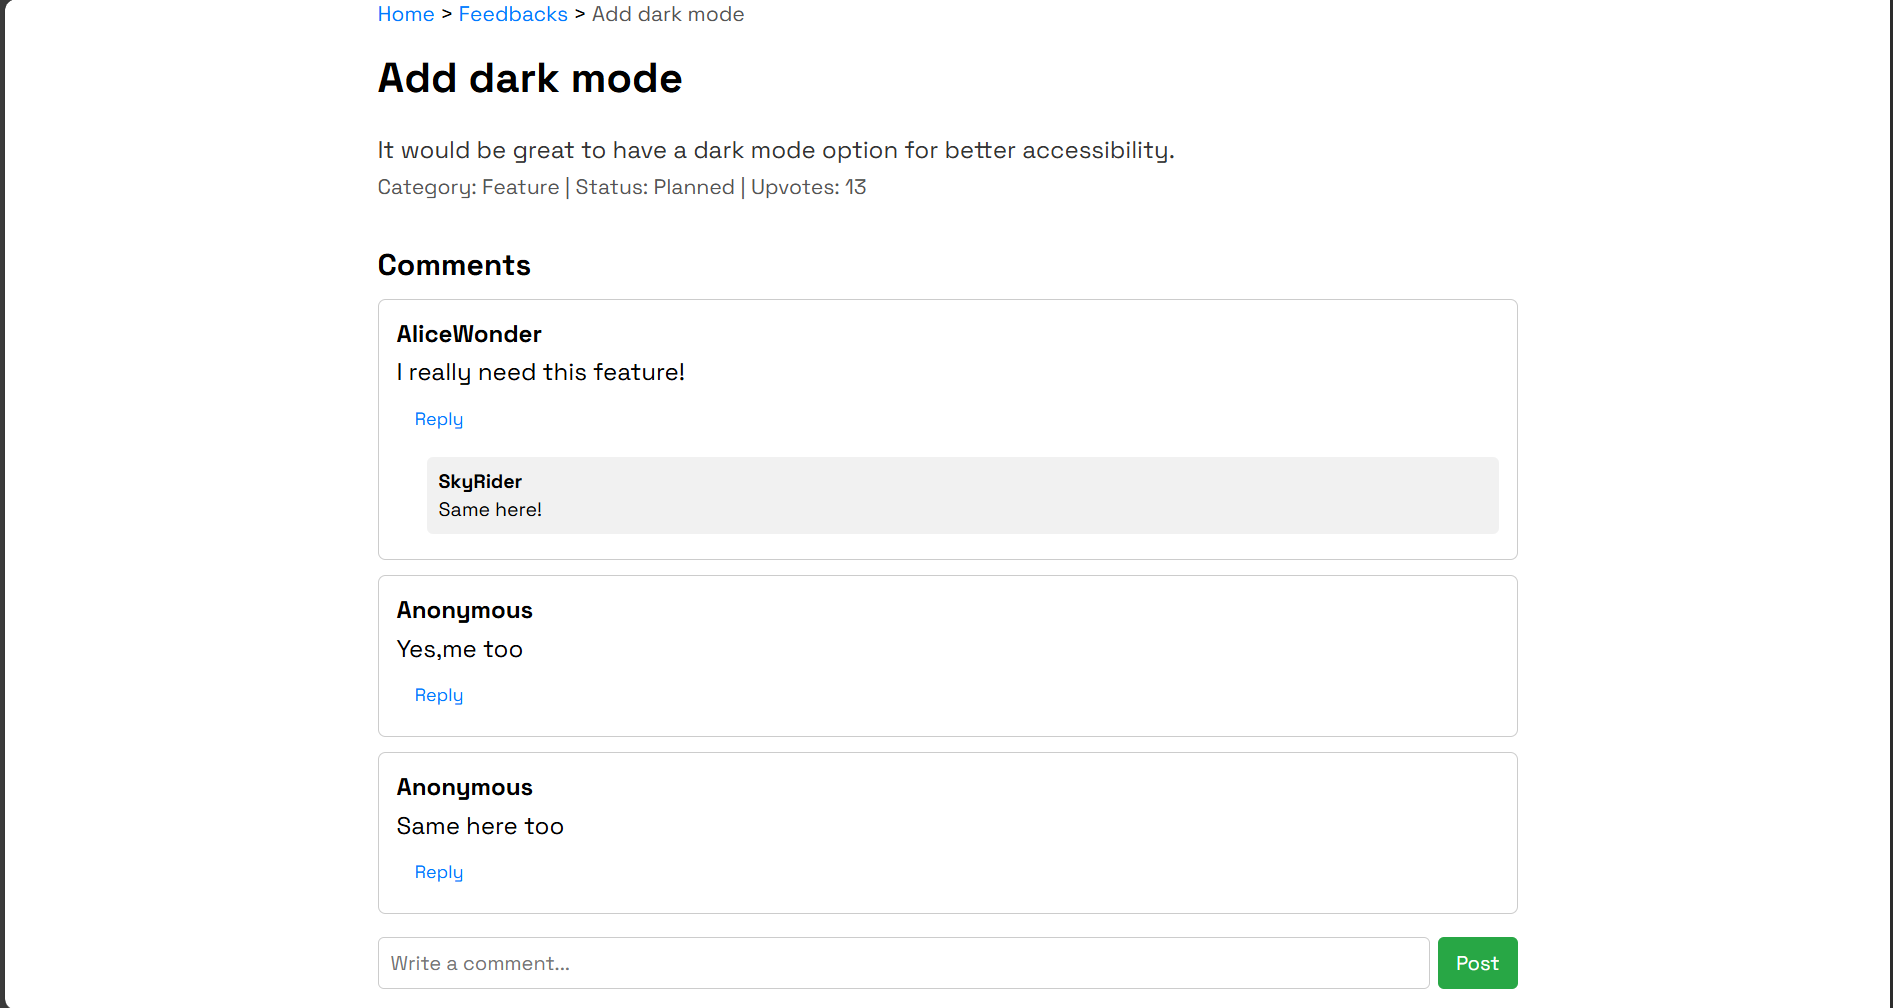 Home > Feedbacks > Add dark mode
Add dark mode
It would be great to have a dark mode option for better accessibility.
Category: Feature | Status: Planned | Upvotes: 13
Comments
AliceWonder
I really need this feature!
Reply
SkyRider
Same here!
Anonymous
Yes,me too
Reply
Anonymous
Same here too
Reply
Write a comment...
Post